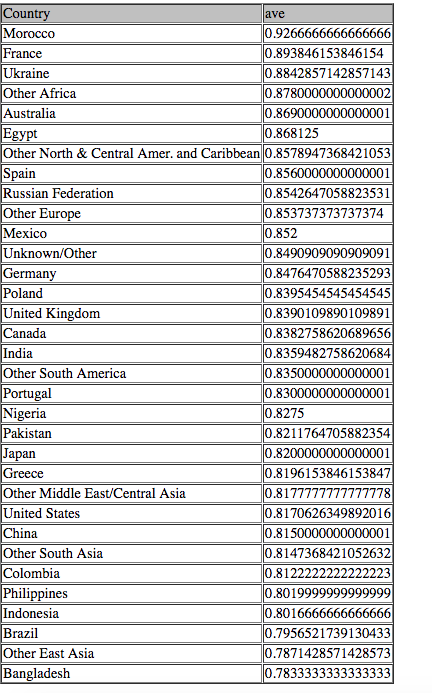 Country ave
Morocco 0.9266666666666666
France 0.893846153846154
Ukraine 0.8842857142857143
Other Africa 0.8780000000000002
Australia 0.8690000000000001
Egypt 0.868125
Other North & Central Amer. and Caribbean 0.8578947368421053
Spain 0.8560000000000001
Russian Federation 0.8542647058823531
Other Europe 0.853737373737374
Mexico 0.852
Unknown/Other 0.8490909090909091
Germany 0.8476470588235293
Poland 0.8395454545454545
United Kingdom 0.8390109890109891
Canada 0.8382758620689656
India 0.8359482758620684
Other South America 0.8350000000000001
Portugal 0.8300000000000001
Nigeria 0.8275
Pakistan 0.8211764705882354
Japan 0.8200000000000001
Greece 0.8196153846153847
Other Middle East/Central Asia 0.8177777777777778
United States 0.8170626349892016
China 0.8150000000000001
Other South Asia 0.8147368421052632
Colombia 0.8122222222222223
Philippines 0.8019999999999999
Indonesia 0.8016666666666666
Brazil 0.7956521739130433
Other East Asia 0.7871428571428573
Bangladesh 0.7833333333333333